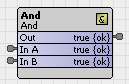 And
And
Out true {ok}
In A true {ok}
In B true {ok}